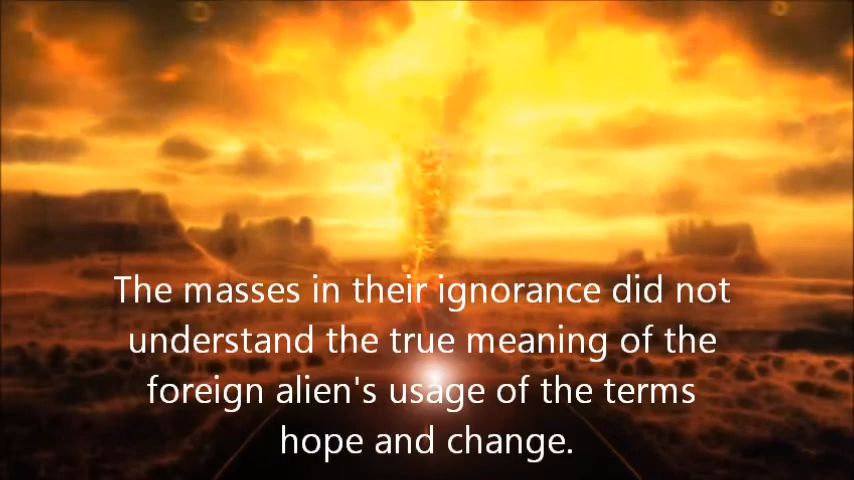 The masses in their ignorance did not
understand the true meaning of the
foreign alien's usage of the terms
hope and change.